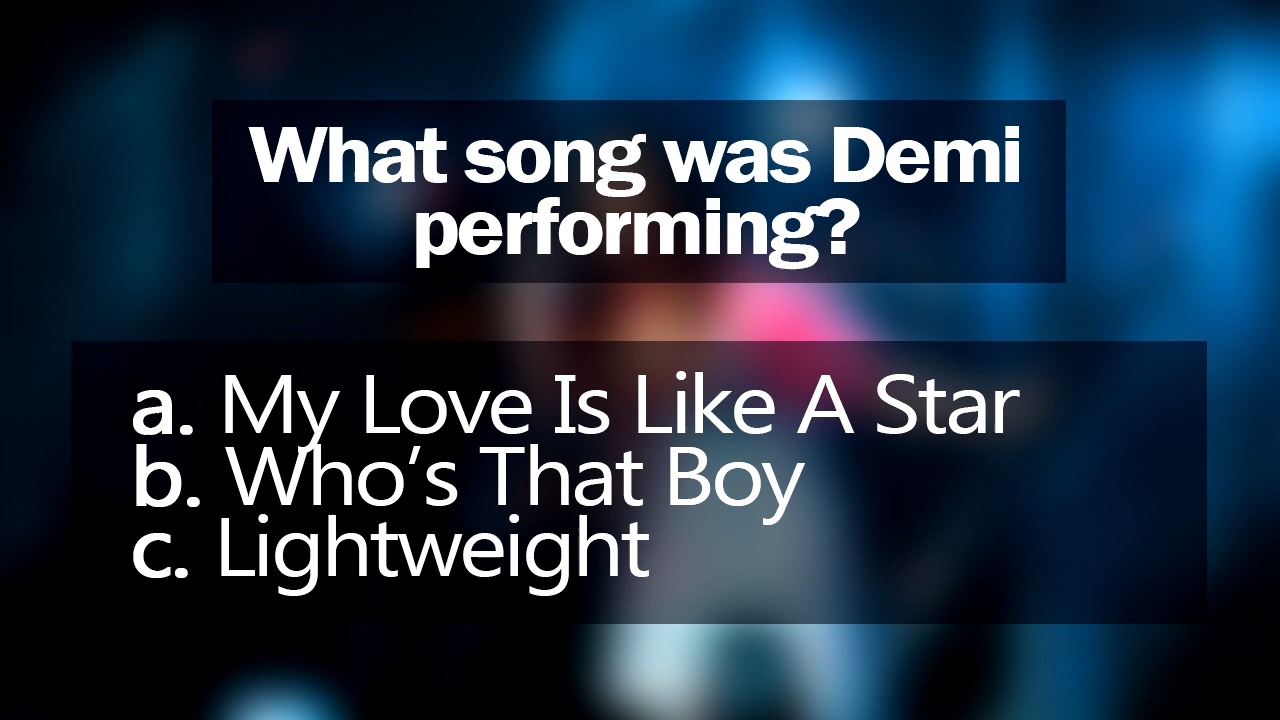 What song was Demi
performing?
a. My Love Is Like A Star
b. Who's That Boy
c. Lightweight